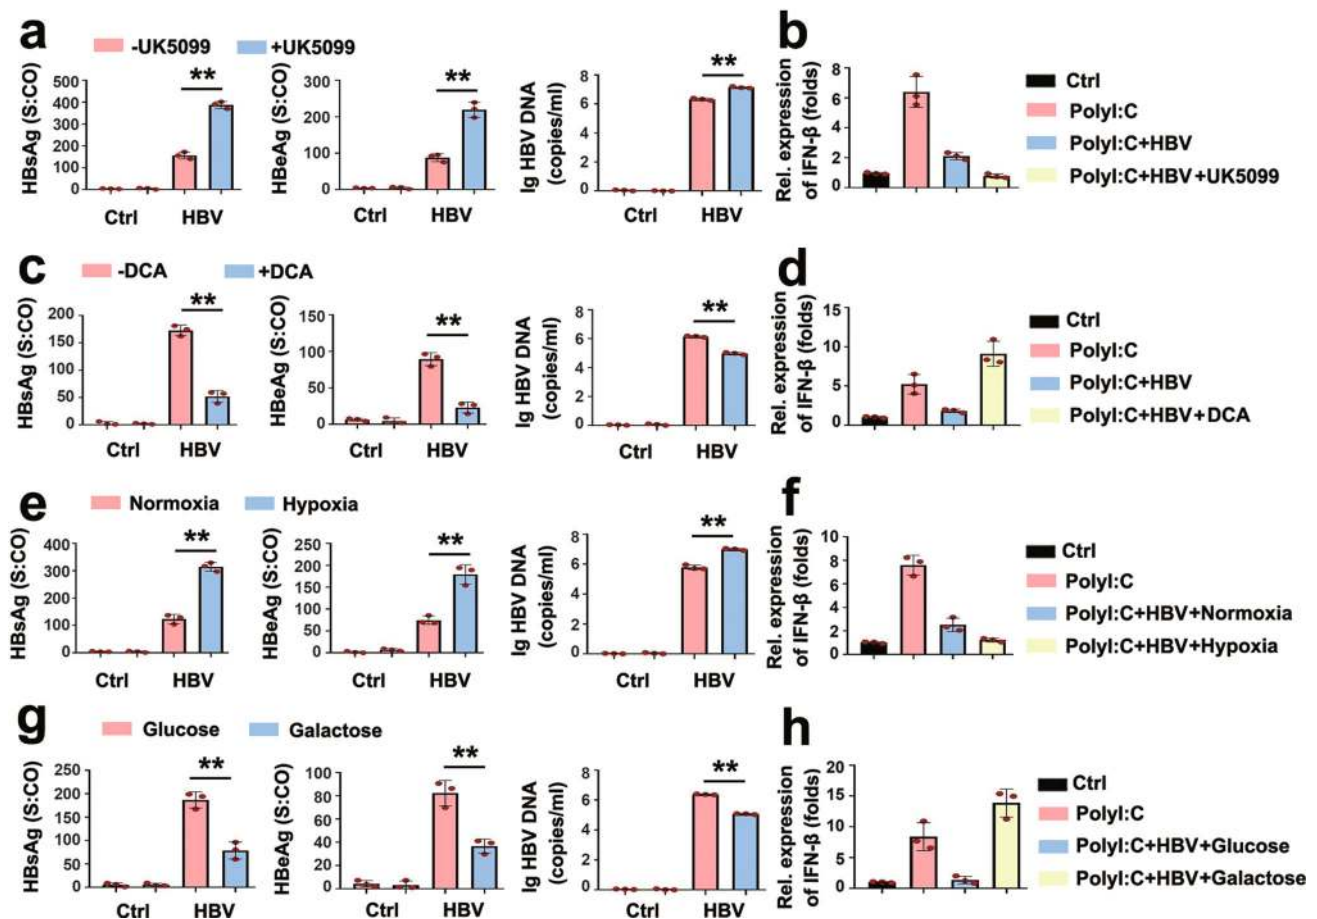 a
-UK5099 +UK5099
HBsAg (S:CO)
500
400
300
200
100
0
**
Ctrl HBV
HBeAg (S:CO)
300
200
100
0
**
Ctrl HBV
lg HBV DNA
(copies/ml)
8
6
4
2
0
**
Ctrl HBV
b
Rel. expression
of IFN-β (folds)
8
6
4
2
0
Ctrl
PolyI:C
PolyI:C+HBV
PolyI:C+HBV+UK5099
c
-DCA +DCA
HBsAg (S:CO)
200
150
100
50
0
**
Ctrl HBV
HBeAg (S:CO)
150
100
50
0
**
Ctrl HBV
lg HBV DNA
(copies/ml)
8
6
4
2
0
**
Ctrl HBV
d
Rel. expression
of IFN-β (folds)
15
10
5
0
Ctrl
PolyI:C
PolyI:C+HBV
PolyI:C+HBV+DCA
e
Normoxia Hypoxia
HBsAg (S:CO)
400
300
200
100
0
**
Ctrl HBV
HBeAg (S:CO)
250
200
150
100
50
0
**
Ctrl HBV
lg HBV DNA
(copies/ml)
8
6
4
2
0
**
Ctrl HBV
f
Rel. expression
of IFN-β (folds)
10
8
6
4
2
0
Ctrl
PolyI:C
PolyI:C+HBV+Normoxia
PolyI:C+HBV+Hypoxia
g
Glucose Galactose
HBsAg (S:CO)
250
200
150
100
50
0
**
Ctrl HBV
HBeAg (S:CO)
100
80
60
40
20
0
**
Ctrl HBV
lg HBV DNA
(copies/ml)
8
6
4
2
0
**
Ctrl HBV
h
Rel. expression
of IFN-β (folds)
20
15
10
5
0
Ctrl
PolyI:C
PolyI:C+HBV+Glucose
PolyI:C+HBV+Galactose